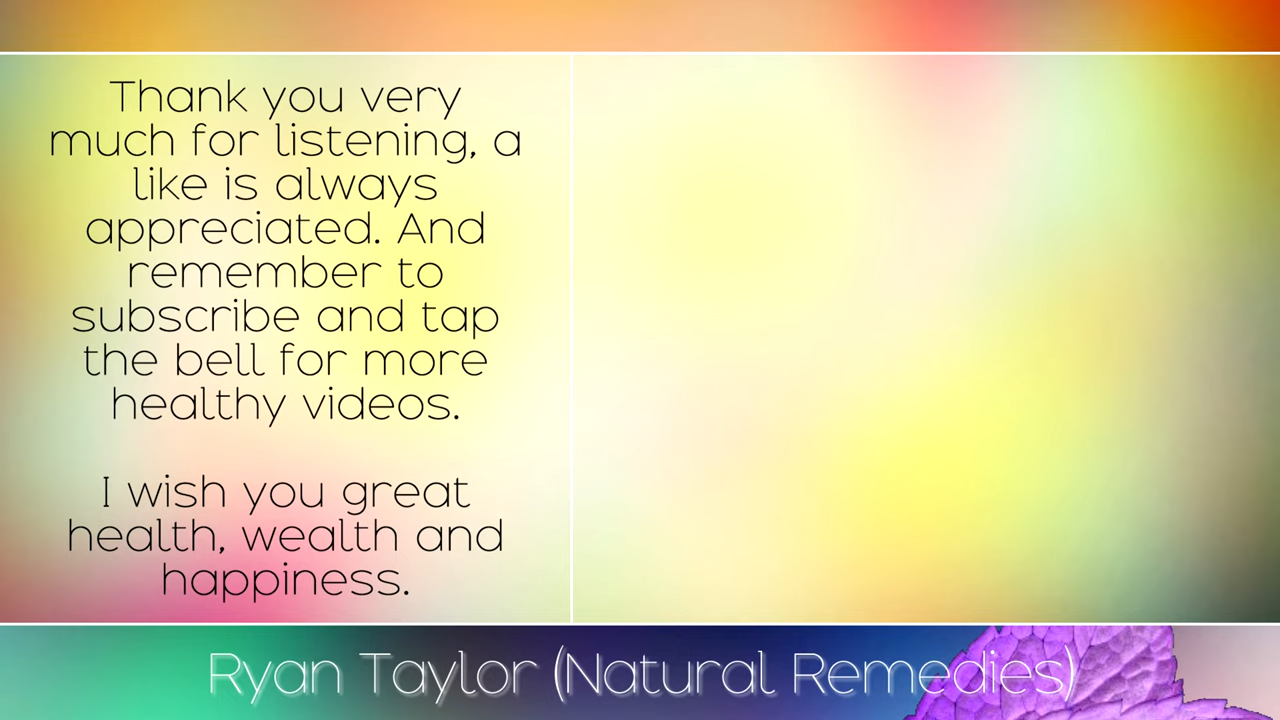 Thank you very
much for listening, a
like is always
appreciated. And
remember to
subscribe and tap
the bell for more
healthy videos.
I wish you great
health, wealth and
happiness.
Ryan Taylor (Natural Remedies)